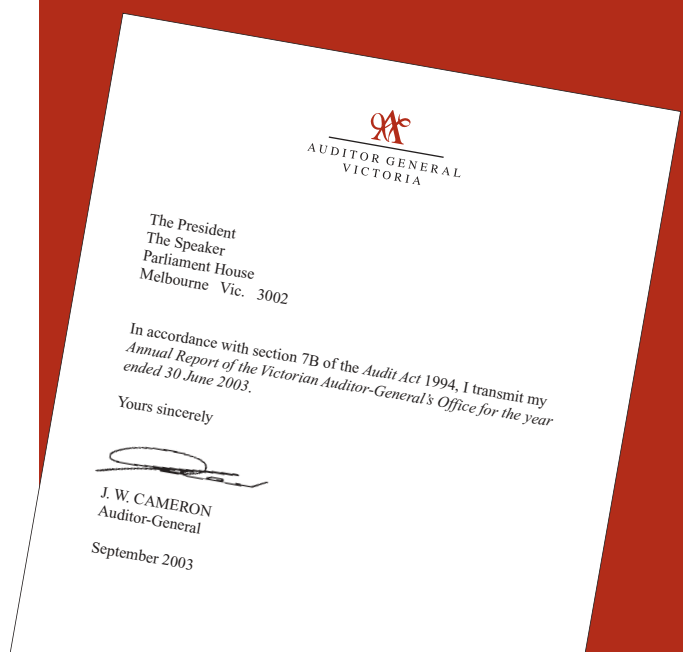 AUDITOR GENERAL
VICTORIA
The President
The Speaker
Parliament House
Melbourne Vic. 3002
In accordance with section 7B of the Audit Act 1994, I transmit my
Annual Report of the Victorian Auditor-General's Office for the year
ended 30 June 2003.
Yours sincerely
J. W. CAMERON
Auditor-General
September 2003